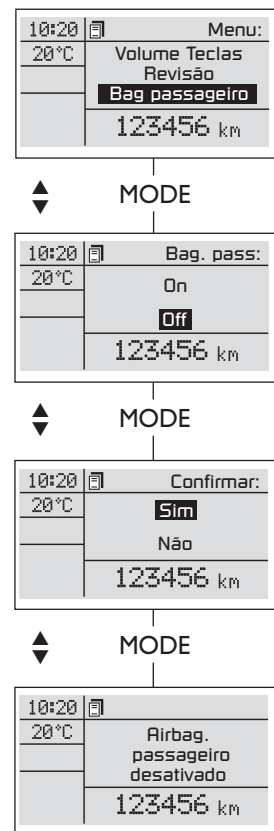 10:20 Menu:
20°C Volume Teclas
Revisão
Bag passageiro
123456 km
MODE
10:20 Bag. pass:
20°C On
Off
123456 km
MODE
10:20 Confirmar:
20°C Sim
Não
123456 km
MODE
10:20
20°C Airbag.
passageiro
desativado
123456 km